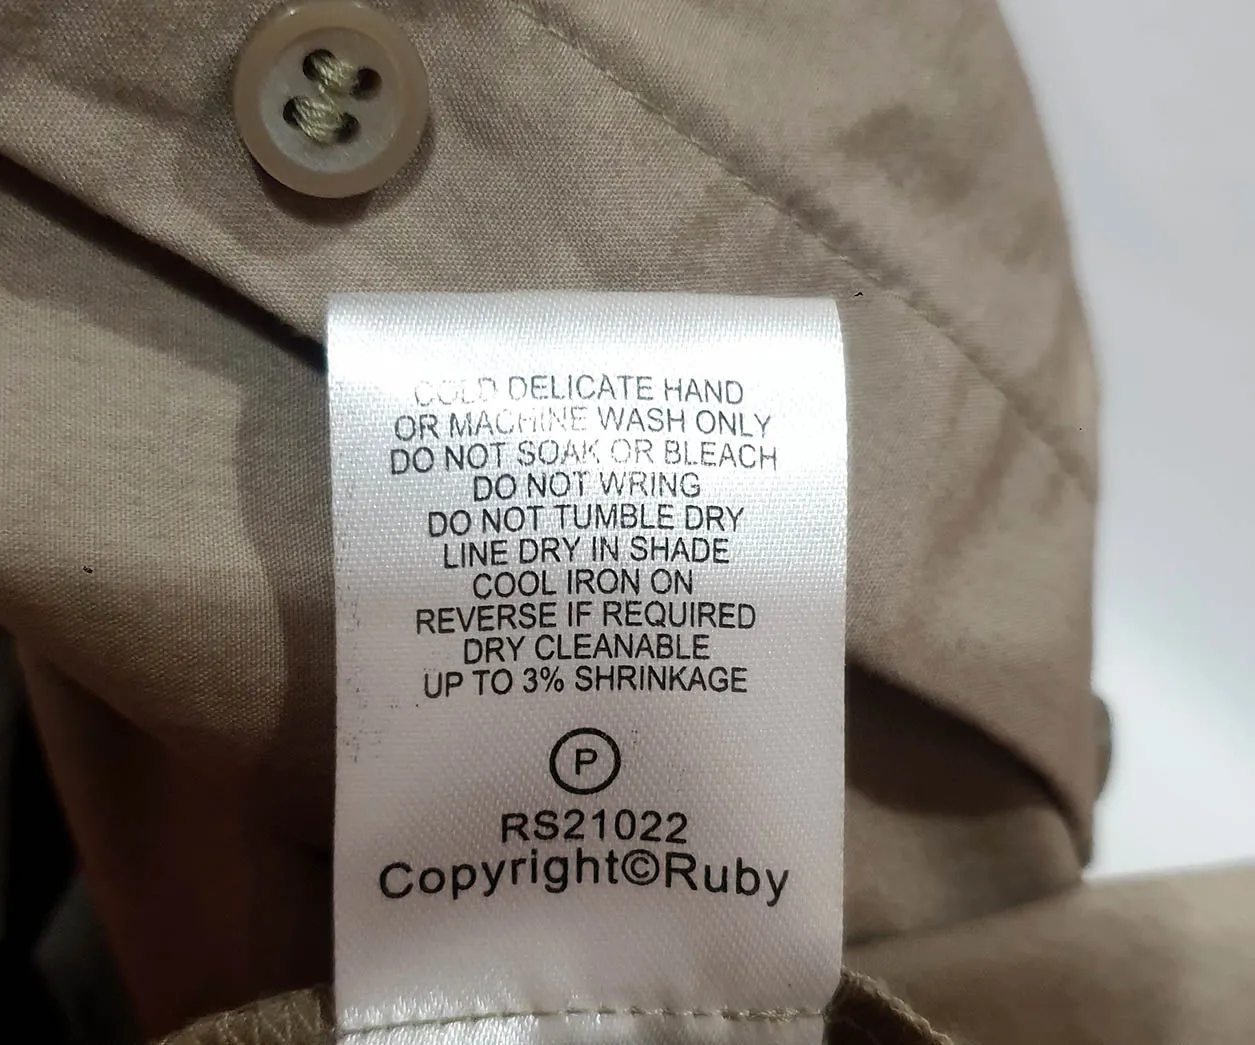 COLD DELICATE HAND
OR MACHINE WASH ONLY
DO NOT SOAK OR BLEACH
DO NOT WRING
DO NOT TUMBLE DRY
LINE DRY IN SHADE
COOL IRON ON
REVERSE IF REQUIRED
DRY CLEANABLE
UP TO 3% SHRINKAGE
P
RS21022
Copyright©Ruby